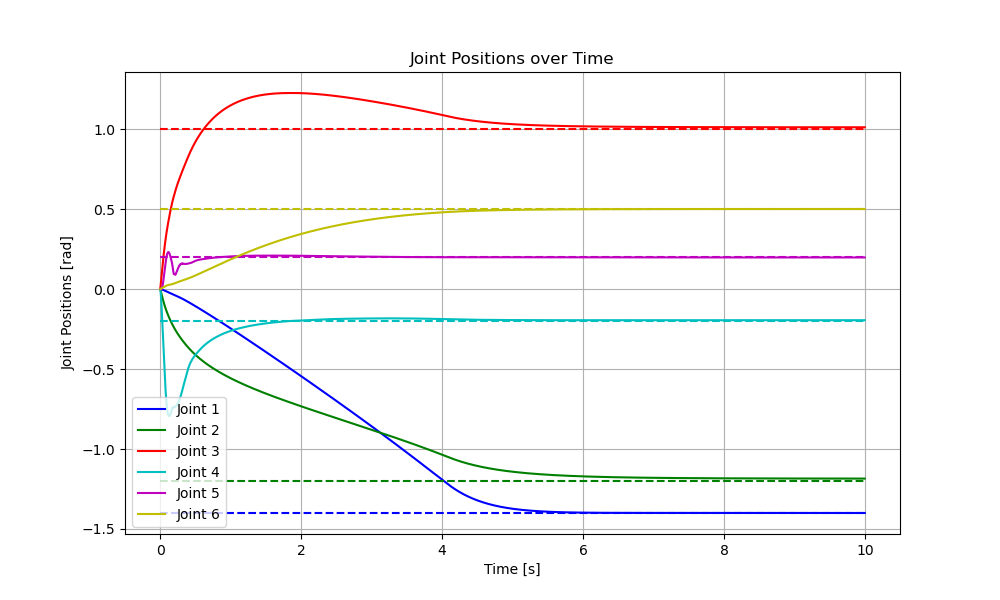 Joint Positions over Time
Joint Positions [rad]
1.0
0.5
0.0
−0.5
−1.0
−1.5
Joint 1
Joint 2
Joint 3
Joint 4
Joint 5
Joint 6
0 2 4 6 8 10
Time [s]